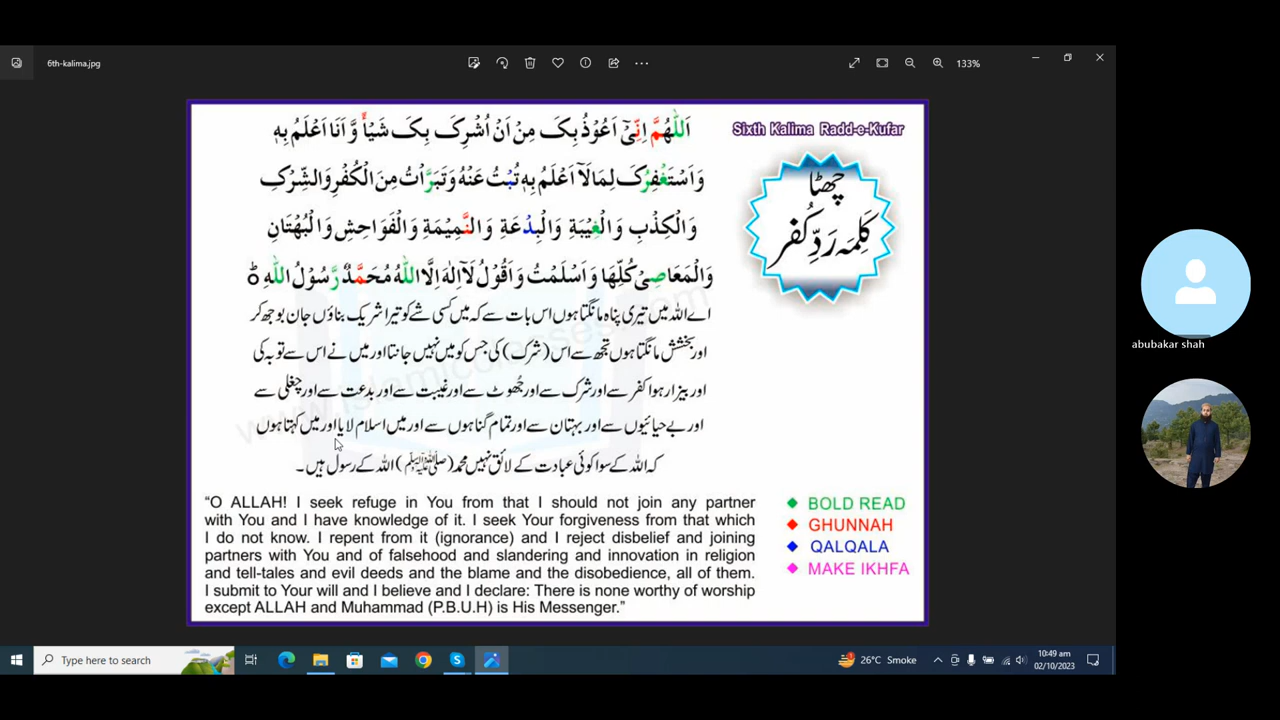 6th-kalima.jpg
133%
Sixth Kalima Radd-e-Kufar
چھٹا
کَلِمَہ رَدِّ کُفر
اَللّٰهُمَّ اِنِّیْۤ اَعُوْذُ بِکَ مِنْ اَنْ اُشْرِکَ بِکَ شَیْأً وَّ اَنَا اَعْلَمُ بِهٖ
وَ اَسْتَغْفِرُکَ لِمَا لَاۤ اَعْلَمُ بِهٖ تُبْتُ عَنْهُ وَ تَبَرَّأْتُ مِنَ الْکُفْرِ وَ الشِّرْکِ
وَ الْکِذْبِ وَ الْغِیْبَةِ وَ الْبِدْعَةِ وَ النَّمِیْمَةِ وَ الْفَوَاحِشِ وَ الْبُهْتَانِ
وَ الْمَعَاصِیْ کُلِّهَا وَ اَسْلَمْتُ وَ اَقُوْلُ لَاۤ اِلٰهَ اِلَّا اللّٰهُ مُحَمَّدٌ رَّسُوْلُ اللّٰهِ ؕ
اے اللہ میں تیری پناہ مانگتا ہوں اس بات سے کہ میں کسی شے کو تیرا شریک بناؤں جان بوجھ کر
اور بخشش مانگتا ہوں تجھ سے اس (شرک) کی جس کو میں نہیں جانتا اور میں نے اس سے توبہ کی
اور بیزار ہوا کفر سے اور شرک سے اور جُھوٹ سے اور غیبت سے اور بدعت سے اور چغلی سے
اور بے حیائیوں سے اور بہتان سے اور تمام گناہوں سے اور میں اسلام لایا اور میں کہتا ہوں
کہ اللہ کے سوا کوئی عبادت کے لائق نہیں محمد (ﷺ) اللہ کے رسول ہیں۔
“O ALLAH! I seek refuge in You from that I should not join any partner
with You and I have knowledge of it. I seek Your forgiveness from that which
I do not know. I repent from it (ignorance) and I reject disbelief and joining
partners with You and of falsehood and slandering and innovation in religion
and tell-tales and evil deeds and the blame and the disobedience, all of them.
I submit to Your will and I believe and I declare: There is none worthy of worship
except ALLAH and Muhammad (P.B.U.H) is His Messenger.”
BOLD READ
GHUNNAH
QALQALA
MAKE IKHFA
abubakar shah
Type here to search
26°C Smoke
10:49 am
02/10/2023